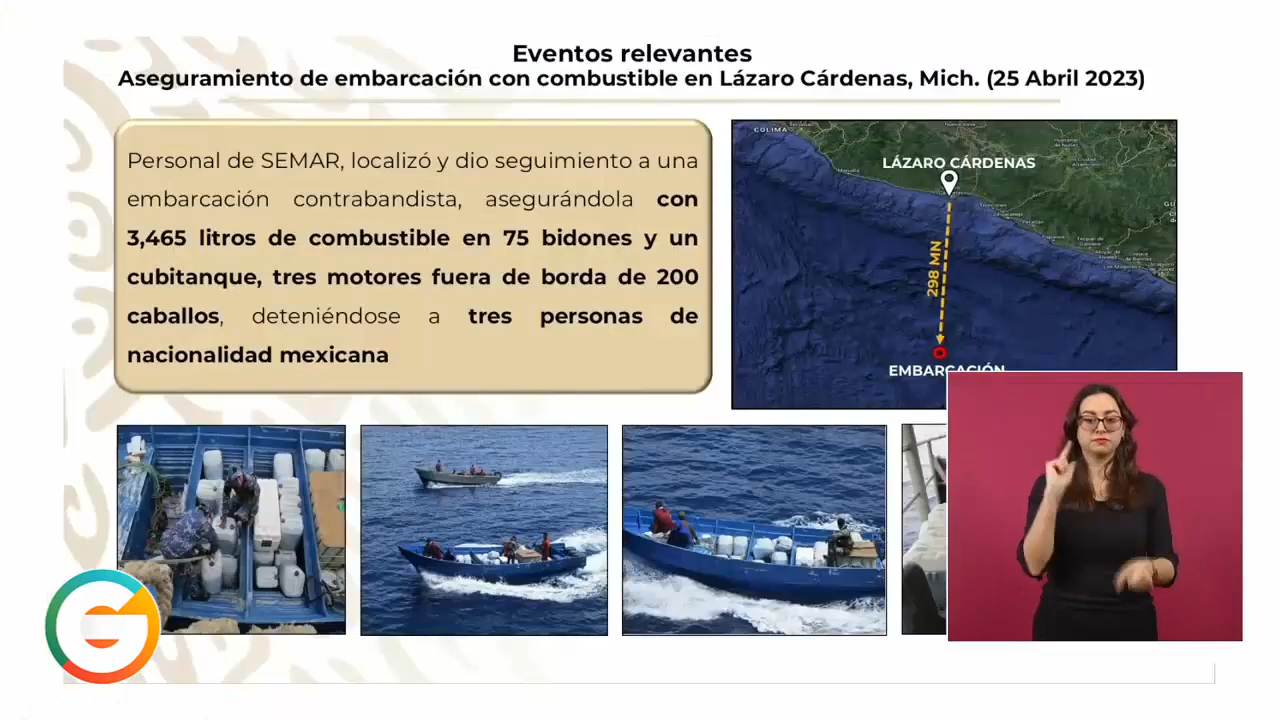 Eventos relevantes
Aseguramiento de embarcación con combustible en Lázaro Cárdenas, Mich. (25 Abril 2023)
Personal de SEMAR, localizó y dio seguimiento a una
embarcación contrabandista, asegurándola con
3,465 litros de combustible en 75 bidones y un
cubitanque, tres motores fuera de borda de 200
caballos, deteniéndose a tres personas de
nacionalidad mexicana
COLIMA
LÁZARO CÁRDENAS
298 MN
EMBARCACIÓN